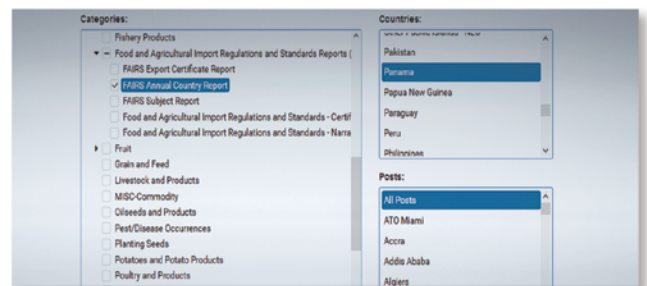 Categories:
Fishery Products
Food and Agricultural Import Regulations and Standards Reports (
FAIRS Export Certificate Report
FAIRS Annual Country Report
FAIRS Subject Report
Food and Agricultural Import Regulations and Standards - Certif
Food and Agricultural Import Regulations and Standards - Narra
Fruit
Grain and Feed
Livestock and Products
MISC-Commodity
Oilseeds and Products
Pest/Disease Occurrences
Planting Seeds
Potatoes and Potato Products
Poultry and Products
Countries:
Pakistan
Panama
Papua New Guinea
Paraguay
Peru
Philippines
Posts:
All Posts
ATO Miami
Accra
Addis Ababa
Algiers